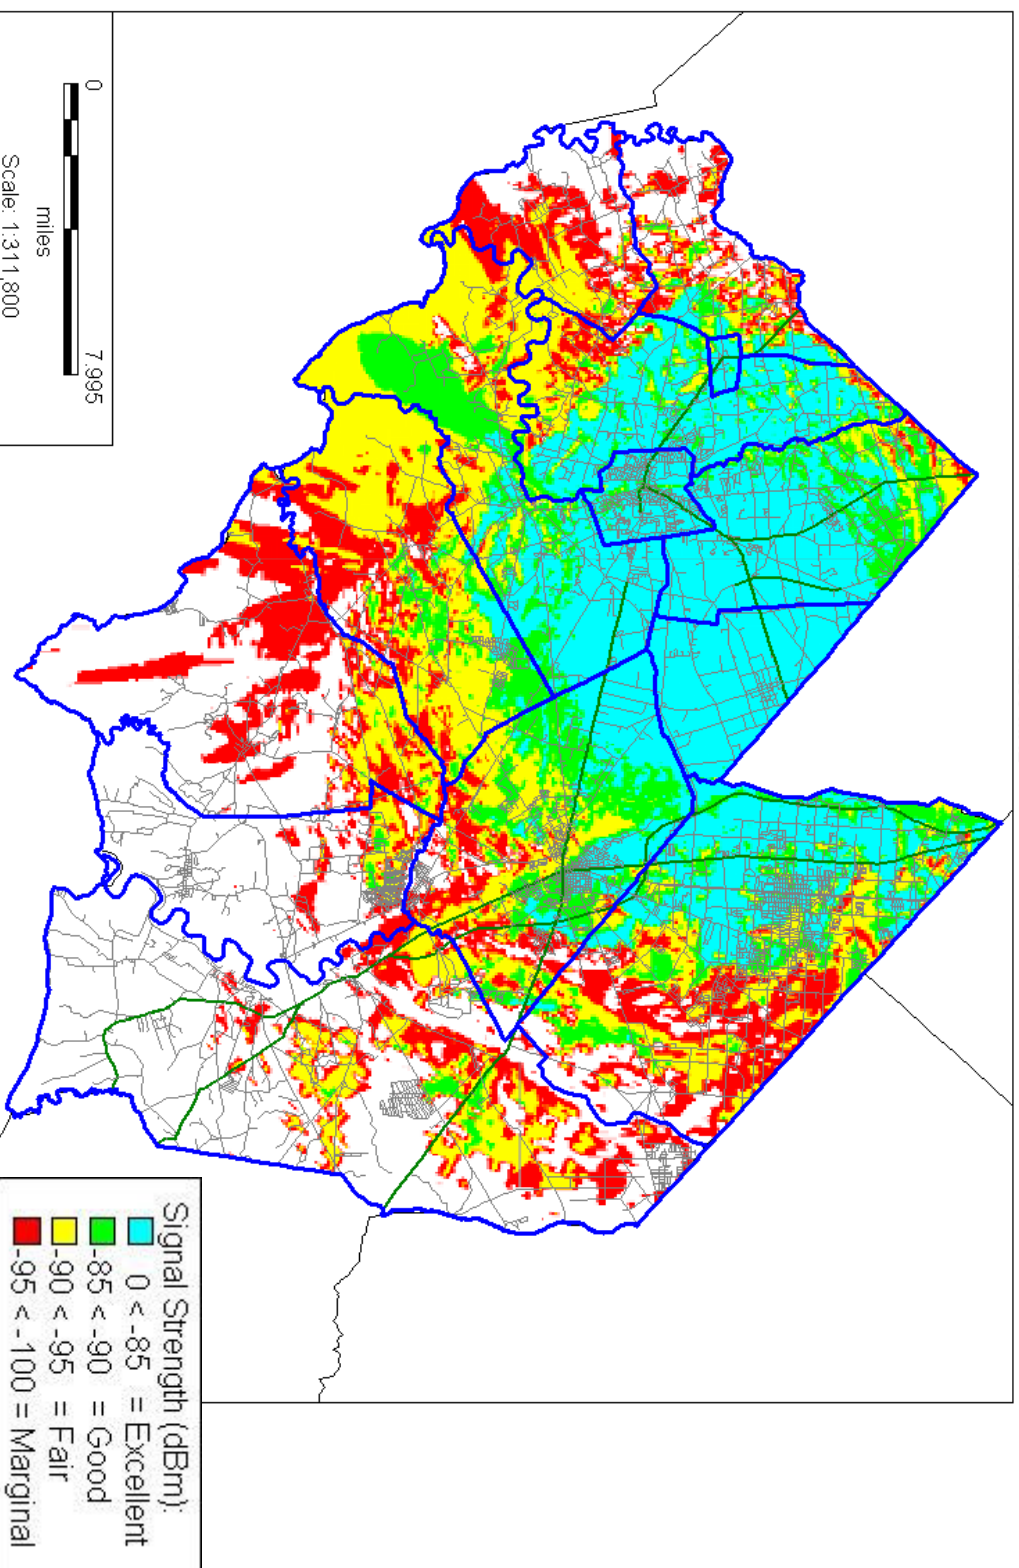 0 7.995
miles
Scale: 1:311,800
Signal Strength (dBm):
0 < -85 = Excellent
-85 < -90 = Good
-90 < -95 = Fair
-95 < -100 = Marginal